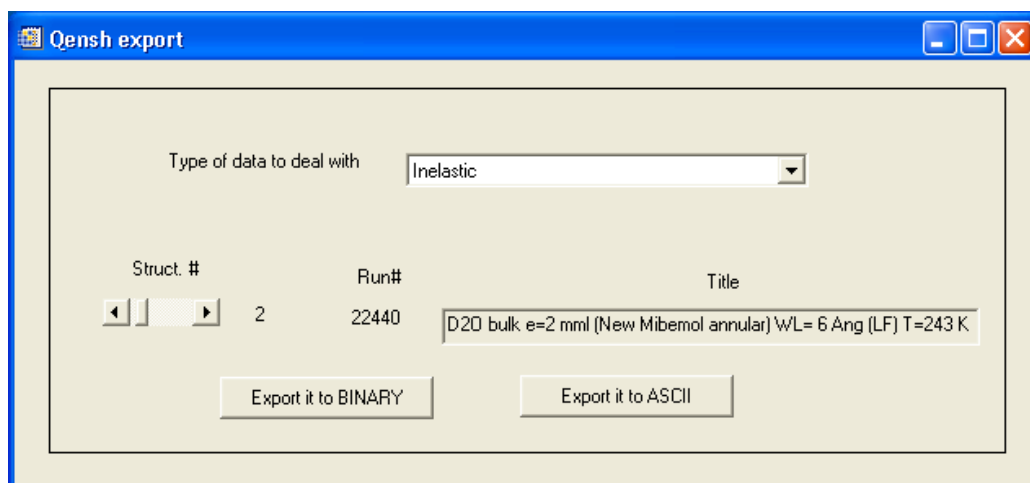 Qensh export
Type of data to deal with
Inelastic
Struct. #
Run#
Title
2
22440
D2O bulk e=2 mml (New Mibemol annular) WL= 6 Ang (LF) T=243 K
Export it to BINARY
Export it to ASCII